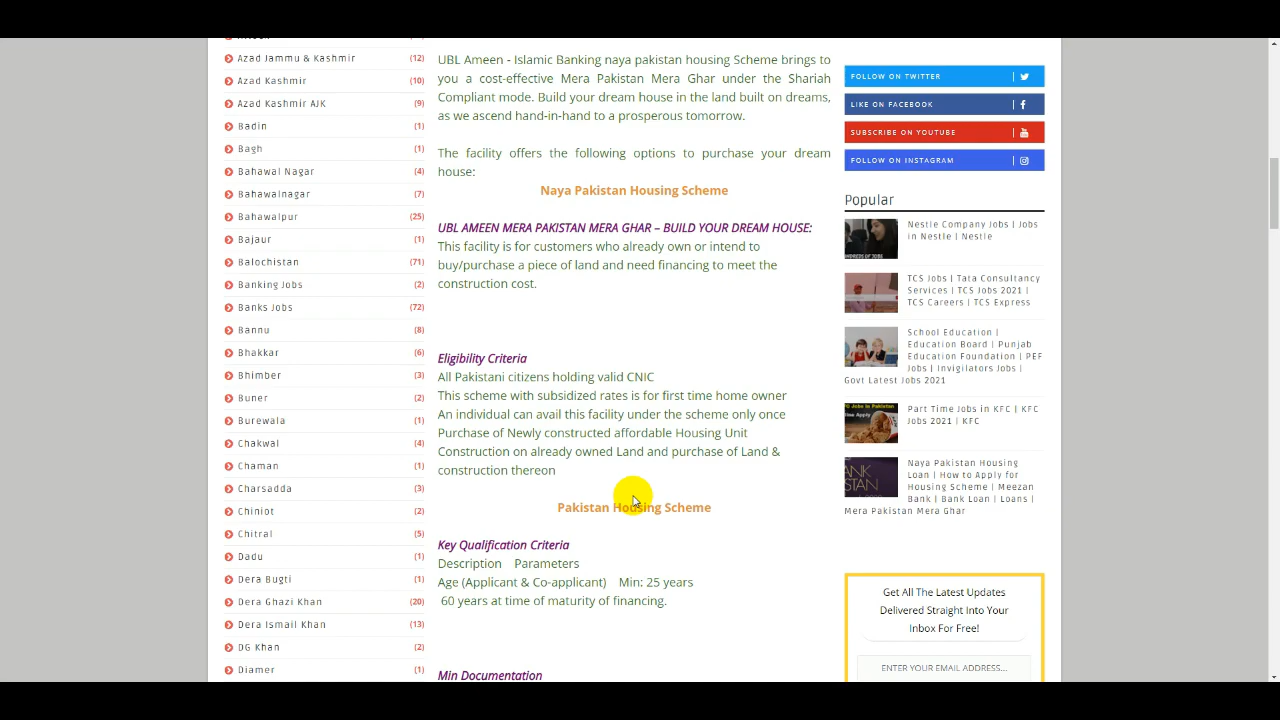 Azad Jammu & Kashmir (12)
Azad Kashmir (10)
Azad Kashmir AJK (9)
Badin (1)
Bagh (1)
Bahawal Nagar (4)
Bahawalnagar (7)
Bahawalpur (25)
Bajaur (1)
Balochistan (71)
Banking Jobs (2)
Banks Jobs (72)
Bannu (8)
Bhakkar (6)
Bhimber (3)
Buner (2)
Burewala (1)
Chakwal (4)
Chaman (1)
Charsadda (3)
Chiniot (2)
Chitral (5)
Dadu (1)
Dera Bugti (1)
Dera Ghazi Khan (20)
Dera Ismail Khan (13)
DG Khan (2)
Diamer (1)
UBL Ameen - Islamic Banking naya pakistan housing Scheme brings to
you a cost-effective Mera Pakistan Mera Ghar under the Shariah
Compliant mode. Build your dream house in the land built on dreams,
as we ascend hand-in-hand to a prosperous tomorrow.
The facility offers the following options to purchase your dream
house:
Naya Pakistan Housing Scheme
UBL AMEEN MERA PAKISTAN MERA GHAR – BUILD YOUR DREAM HOUSE:
This facility is for customers who already own or intend to
buy/purchase a piece of land and need financing to meet the
construction cost.
Eligibility Criteria
All Pakistani citizens holding valid CNIC
This scheme with subsidized rates is for first time home owner
An individual can avail this facility under the scheme only once
Purchase of Newly constructed affordable Housing Unit
Construction on already owned Land and purchase of Land &
construction thereon
Pakistan Housing Scheme
Key Qualification Criteria
Description Parameters
Age (Applicant & Co-applicant) Min: 25 years
60 years at time of maturity of financing.
Min Documentation
FOLLOW ON TWITTER
LIKE ON FACEBOOK
SUBSCRIBE ON YOUTUBE
FOLLOW ON INSTAGRAM
Popular
Nestle Company Jobs | Jobs
in Nestle | Nestle
TCS Jobs | Tata Consultancy
Services | TCS Jobs 2021 |
TCS Careers | TCS Express
School Education |
Education Board | Punjab
Education Foundation | PEF
Jobs | Invigilators Jobs |
Govt Latest Jobs 2021
Part Time Jobs in KFC | KFC
Jobs 2021 | KFC
Naya Pakistan Housing
Loan | How to Apply for
Housing Scheme | Meezan
Bank | Bank Loan | Loans |
Mera Pakistan Mera Ghar
Get All The Latest Updates
Delivered Straight Into Your
Inbox For Free!
ENTER YOUR EMAIL ADDRESS...